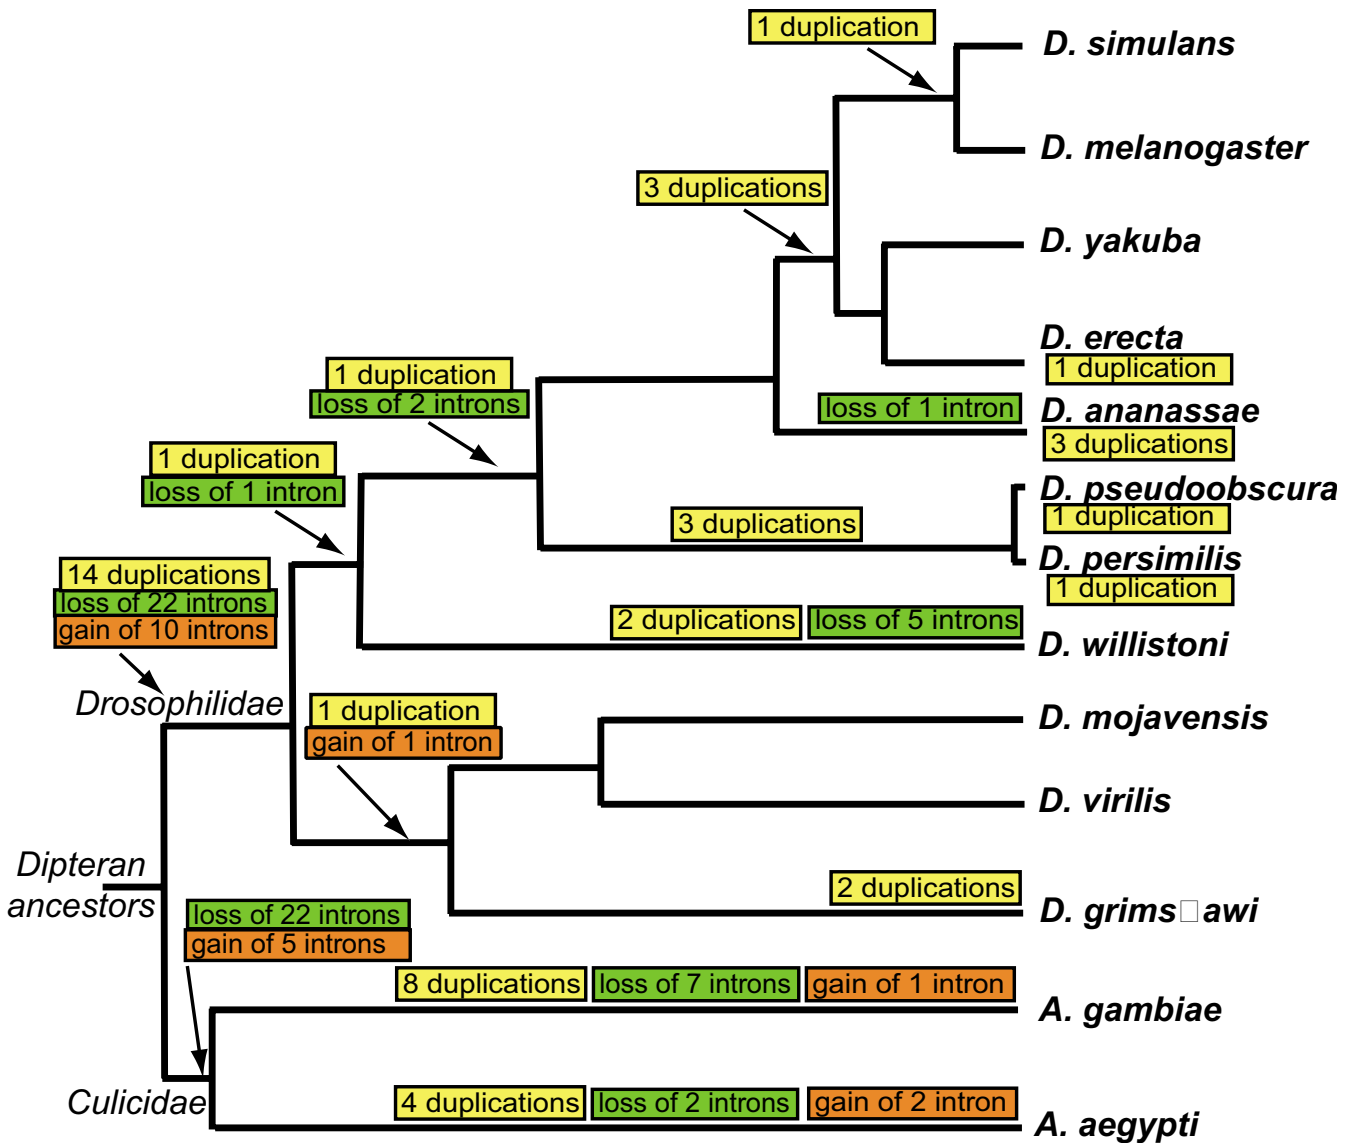 1 duplication
D. simulans
D. melanogaster
3 duplications
D. yakuba
D. erecta
1 duplication
1 duplication
loss of 2 introns
loss of 1 intron
D. ananassae
3 duplications
1 duplication
loss of 1 intron
D. pseudoobscura
1 duplication
3 duplications
D. persimilis
1 duplication
14 duplications
loss of 22 introns
gain of 10 introns
2 duplications
loss of 5 introns
D. willistoni
Drosophilidae
1 duplication
gain of 1 intron
D. mojavensis
D. virilis
Dipteran
ancestors
2 duplications
D. grims□awi
loss of 22 introns
gain of 5 introns
8 duplications
loss of 7 introns
gain of 1 intron
A. gambiae
Culicidae
4 duplications
loss of 2 introns
gain of 2 intron
A. aegypti